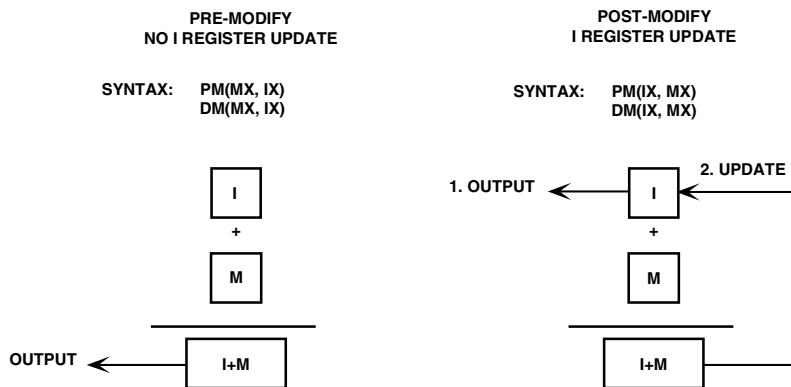 PRE-MODIFY
NO I REGISTER UPDATE
SYNTAX: PM(MX, IX)
DM(MX, IX)
I
+
M
I+M
OUTPUT
POST-MODIFY
I REGISTER UPDATE
SYNTAX: PM(IX, MX)
DM(IX, MX)
1. OUTPUT
I
2. UPDATE
+
M
I+M